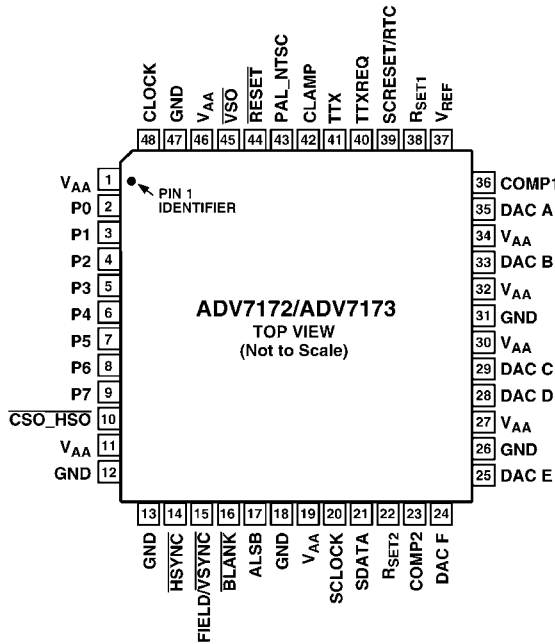 CLOCK
GND
VAA
VSO
RESET
PAL_NTSC
CLAMP
TTX
TTXREQ
SCRESET/RTC
RSET1
VREF
48 47 46 45 44 43 42 41 40 39 38 37
VAA 1
P0 2
P1 3
P2 4
P3 5
P4 6
P5 7
P6 8
P7 9
CSO_HSO 10
VAA 11
GND 12
PIN 1
IDENTIFIER
ADV7172/ADV7173
TOP VIEW
(Not to Scale)
36 COMP1
35 DAC A
34 VAA
33 DAC B
32 VAA
31 GND
30 VAA
29 DAC C
28 DAC D
27 VAA
26 GND
25 DAC E
13 14 15 16 17 18 19 20 21 22 23 24
GND
HSYNC
FIELD/VSYNC
BLANK
ALSB
GND
VAA
SCLOCK
SDATA
RSET2
COMP2
DAC F